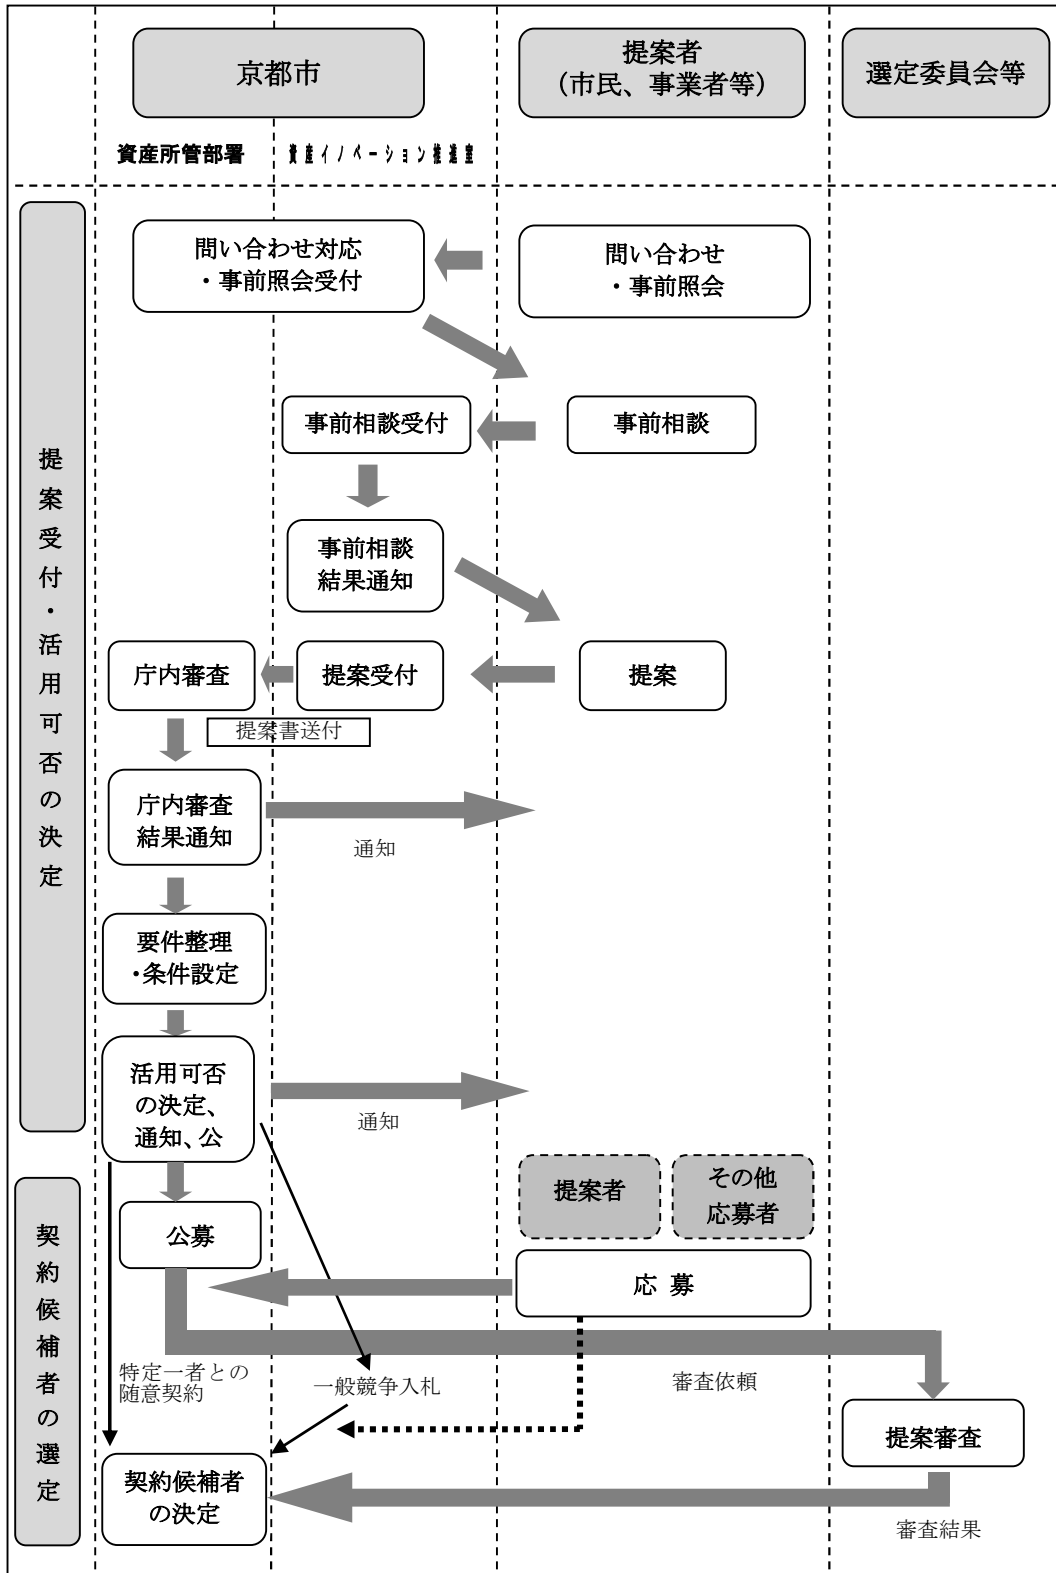 京都市
提案者
（市民、事業者等）
選定委員会等
資産所管部署
資産イノベーション推進室
提案受付・活用可否の決定
問い合わせ対応
・事前照会受付
問い合わせ
・事前照会
事前相談受付
事前相談
事前相談
結果通知
庁内審査
提案受付
提案
提案書送付
庁内審査
結果通知
通知
要件整理
・条件設定
活用可否
の決定、
通知、公
通知
契約候補者の選定
提案者
その他
応募者
公募
応 募
特定一者との
随意契約
一般競争入札
審査依頼
提案審査
契約候補者
の決定
審査結果